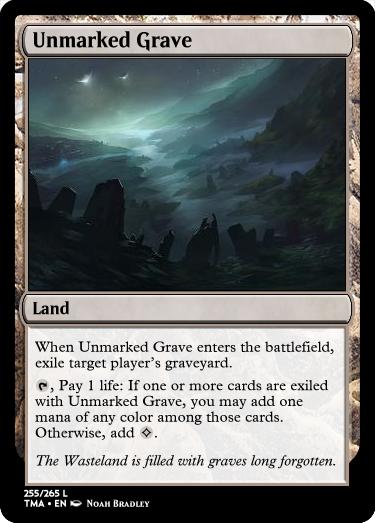 Unmarked Grave
Land
When Unmarked Grave enters the battlefield,
exile target player's graveyard.
, Pay 1 life: If one or more cards are exiled
with Unmarked Grave, you may add one
mana of any color among those cards.
Otherwise, add .
The Wasteland is filled with graves long forgotten.
255/265 L
TMA • EN Noah Bradley